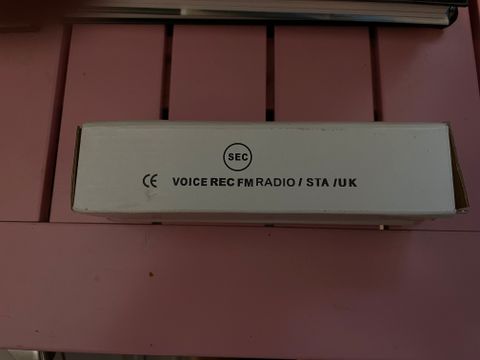 SEC
CE VOICE REC FM RADIO / STA / UK